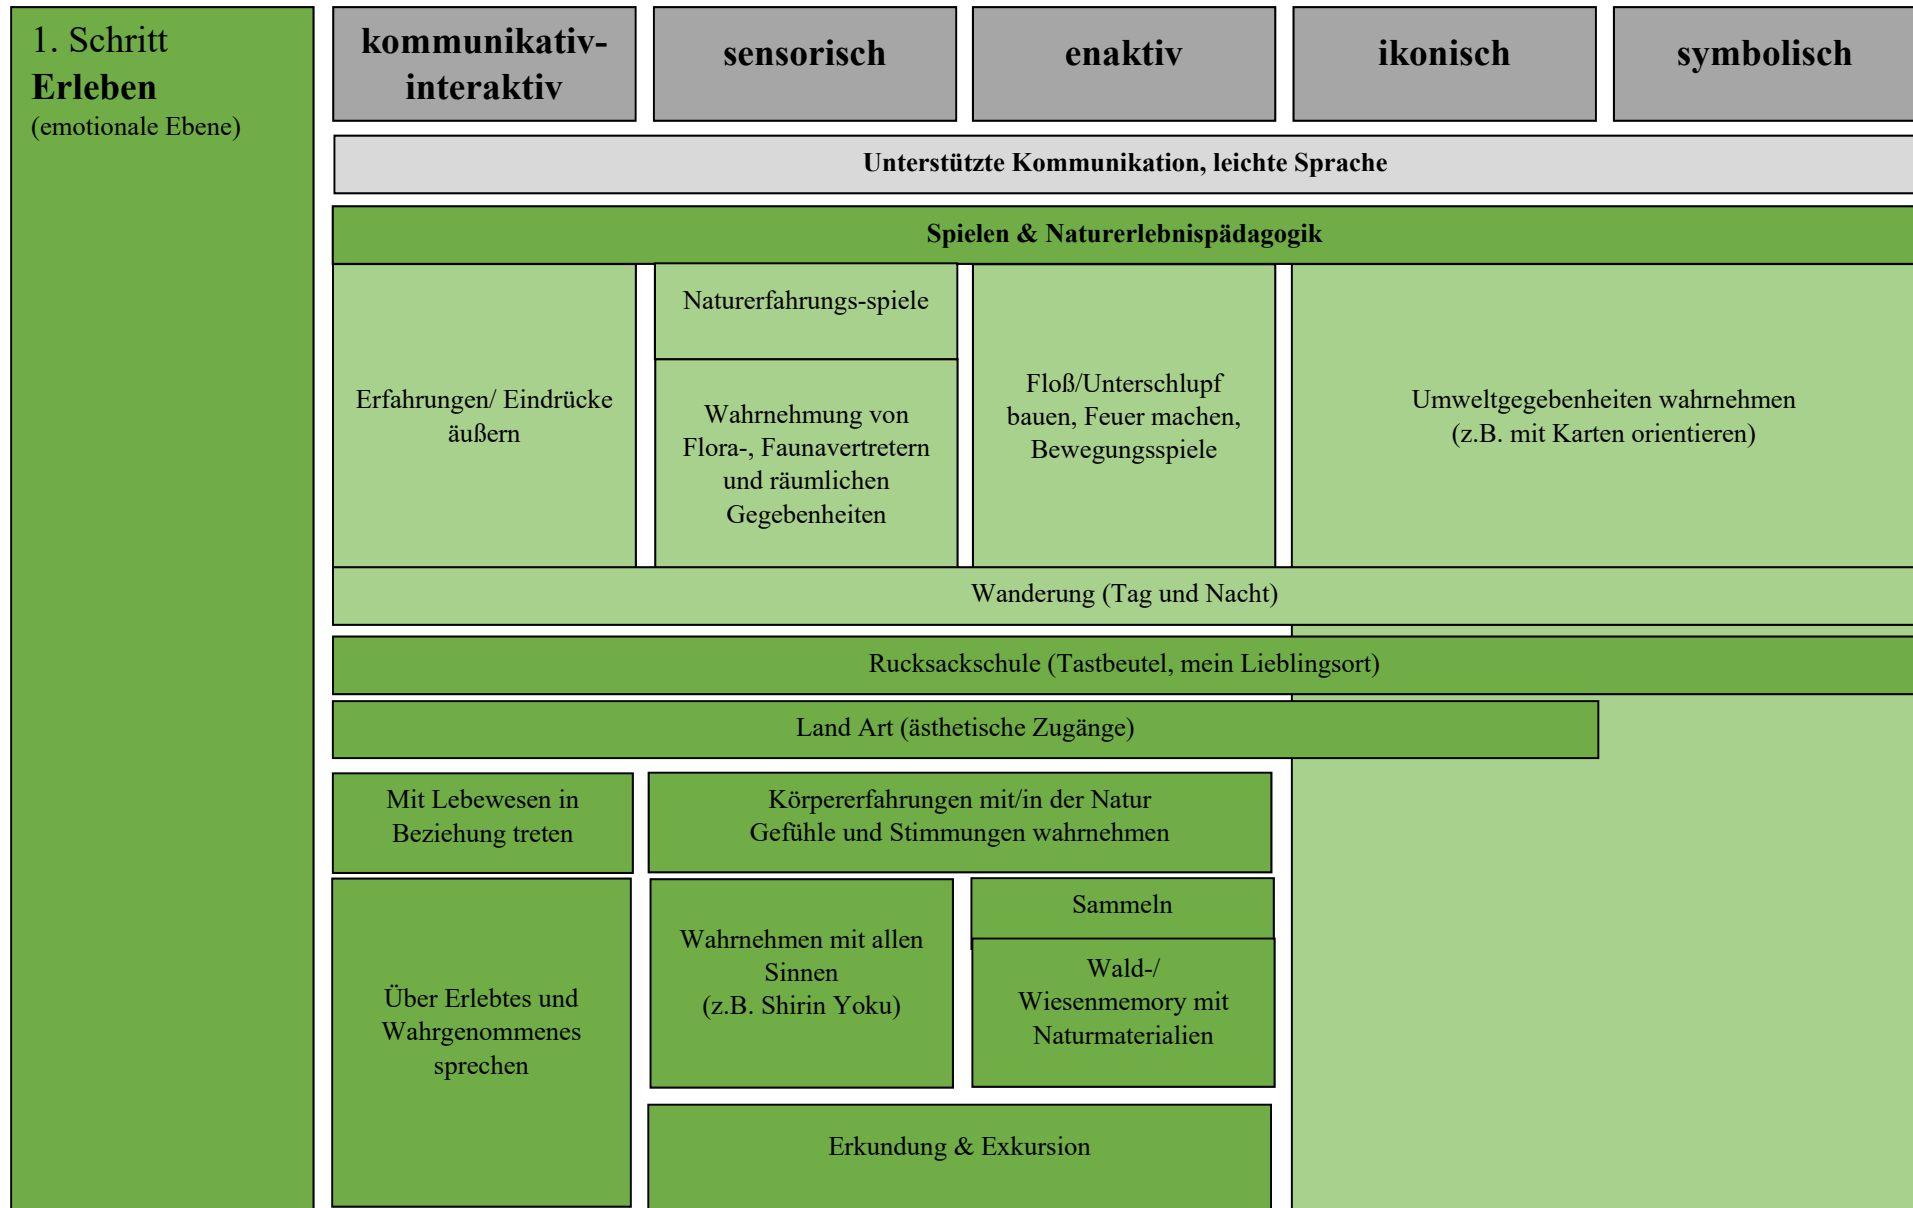 1. Schritt
Erleben
(emotionale Ebene)
kommunikativ-
interaktiv
sensorisch
enaktiv
ikonisch
symbolisch
Unterstützte Kommunikation, leichte Sprache
Spielen & Naturerlebnispädagogik
Erfahrungen/ Eindrücke
äußern
Naturerfahrungs-spiele
Wahrnehmung von
Flora-, Faunavertretern
und räumlichen
Gegebenheiten
Floß/Unterschlupf
bauen, Feuer machen,
Bewegungsspiele
Umweltgegebenheiten wahrnehmen
(z.B. mit Karten orientieren)
Wanderung (Tag und Nacht)
Rucksackschule (Tastbeutel, mein Lieblingsort)
Land Art (ästhetische Zugänge)
Mit Lebewesen in
Beziehung treten
Körpererfahrungen mit/in der Natur
Gefühle und Stimmungen wahrnehmen
Über Erlebtes und
Wahrgenommenes
sprechen
Wahrnehmen mit allen
Sinnen
(z.B. Shirin Yoku)
Sammeln
Wald-/
Wiesenmemory mit
Naturmaterialien
Erkundung & Exkursion